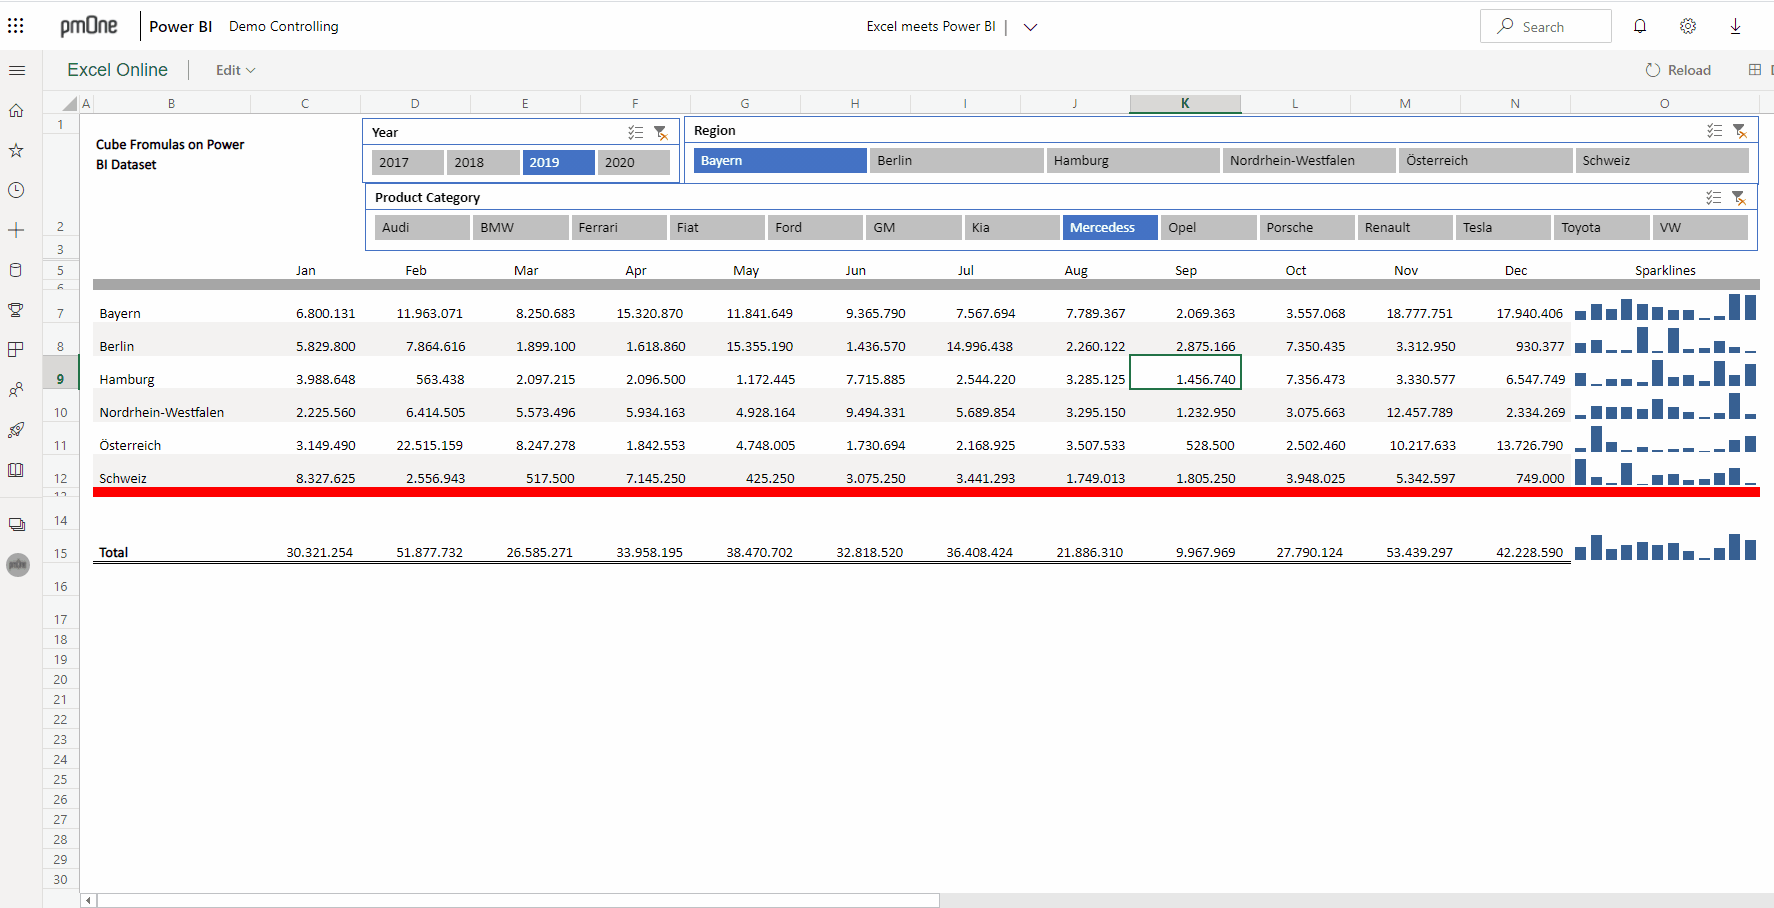 pmOne Power BI Demo Controlling Excel meets Power BI Search
Excel Online Edit Reload
A B C D E F G H I J K L M N O
1
Cube Fromulas on Power
BI Dataset
Year
2017 2018 2019 2020
Region
Bayern Berlin Hamburg Nordrhein-Westfalen Österreich Schweiz
Product Category
2 Audi BMW Ferrari Fiat Ford GM Kia Mercedess Opel Porsche Renault Tesla Toyota VW
3
5 Jan Feb Mar Apr May Jun Jul Aug Sep Oct Nov Dec Sparklines
6
7 Bayern 6.800.131 11.963.071 8.250.683 15.320.870 11.841.649 9.365.790 7.567.694 7.789.367 2.069.363 3.557.068 18.777.751 17.940.406
8 Berlin 5.829.800 7.864.616 1.899.100 1.618.860 15.355.190 1.436.570 14.996.438 2.260.122 2.875.166 7.350.435 3.312.950 930.377
9 Hamburg 3.988.648 563.438 2.097.215 2.096.500 1.172.445 7.715.885 2.544.220 3.285.125 1.456.740 7.356.473 3.330.577 6.547.749
10 Nordrhein-Westfalen 2.225.560 6.414.505 5.573.496 5.934.163 4.928.164 9.494.331 5.689.854 3.295.150 1.232.950 3.075.663 12.457.789 2.334.269
11 Österreich 3.149.490 22.515.159 8.247.278 1.842.553 4.748.005 1.730.694 2.168.925 3.507.533 528.500 2.502.460 10.217.633 13.726.790
12 Schweiz 8.327.625 2.556.943 517.500 7.145.250 425.250 3.075.250 3.441.293 1.749.013 1.805.250 3.948.025 5.342.597 749.000
13
14
15 Total 30.321.254 51.877.732 26.585.271 33.958.195 38.470.702 32.818.520 36.408.424 21.886.310 9.967.969 27.790.124 53.439.297 42.228.590
16
17
18
19
20
21
22
23
24
25
26
27
28
29
30